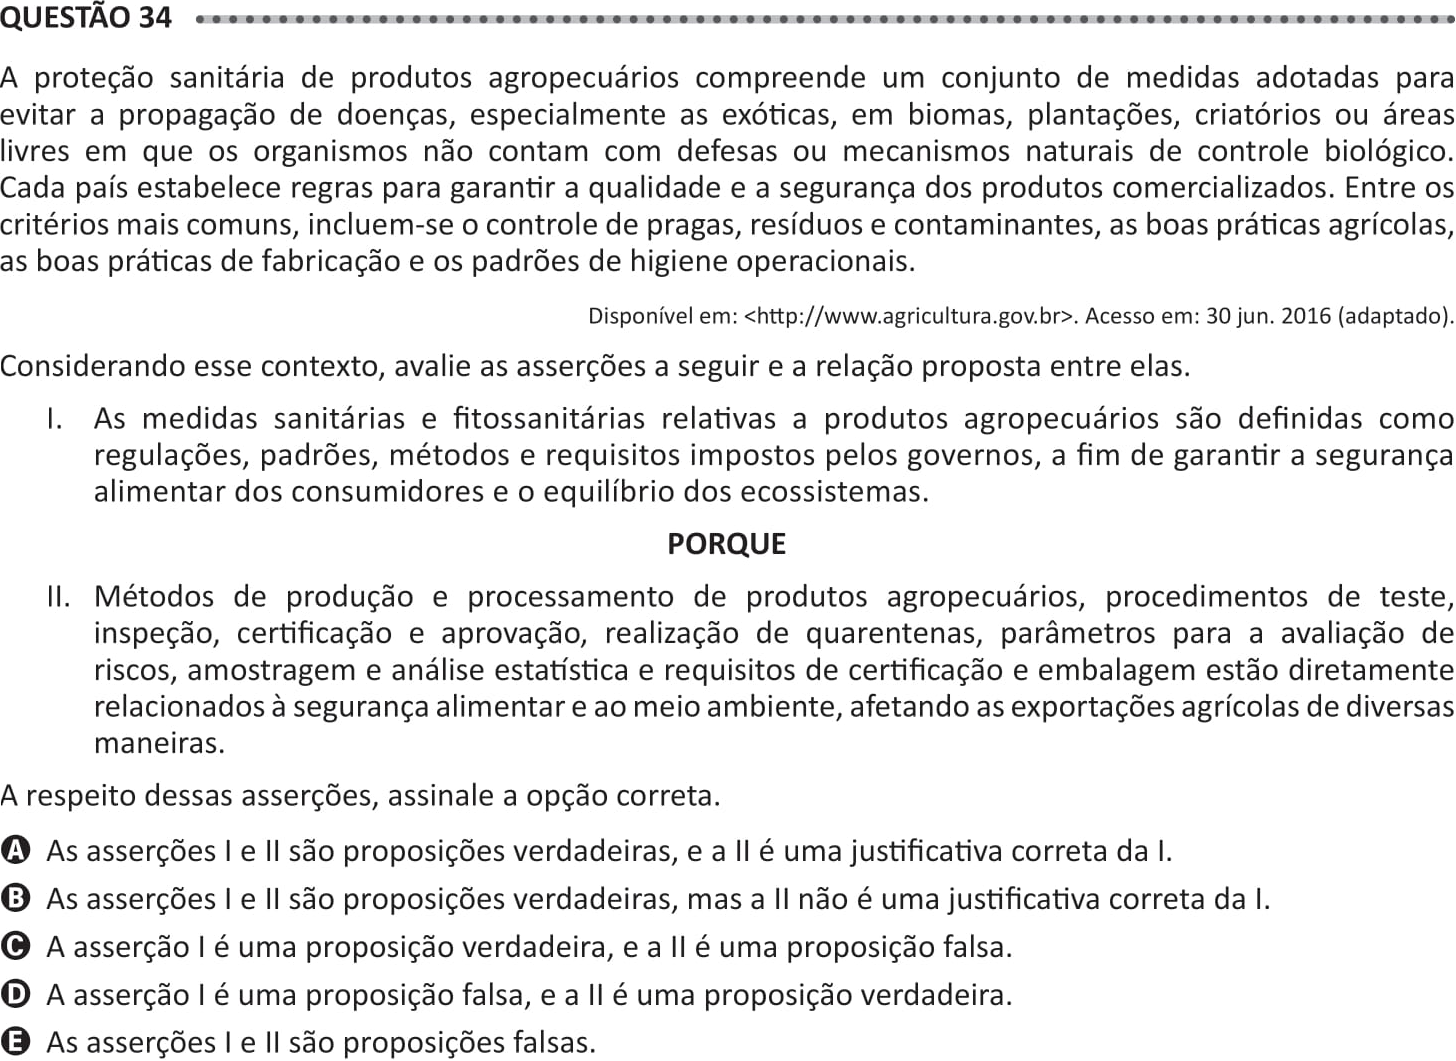 QUESTÃO 34
A proteção sanitária de produtos agropecuários compreende um conjunto de medidas adotadas para
evitar a propagação de doenças, especialmente as exóticas, em biomas, plantações, criatórios ou áreas
livres em que os organismos não contam com defesas ou mecanismos naturais de controle biológico.
Cada país estabelece regras para garantir a qualidade e a segurança dos produtos comercializados. Entre os
critérios mais comuns, incluem-se o controle de pragas, resíduos e contaminantes, as boas práticas agrícolas,
as boas práticas de fabricação e os padrões de higiene operacionais.
Disponível em: <http://www.agricultura.gov.br>. Acesso em: 30 jun. 2016 (adaptado).
Considerando esse contexto, avalie as asserções a seguir e a relação proposta entre elas.
I. As medidas sanitárias e fitossanitárias relativas a produtos agropecuários são definidas como
regulações, padrões, métodos e requisitos impostos pelos governos, a fim de garantir a segurança
alimentar dos consumidores e o equilíbrio dos ecossistemas.
PORQUE
II. Métodos de produção e processamento de produtos agropecuários, procedimentos de teste,
inspeção, certificação e aprovação, realização de quarentenas, parâmetros para a avaliação de
riscos, amostragem e análise estatística e requisitos de certificação e embalagem estão diretamente
relacionados à segurança alimentar e ao meio ambiente, afetando as exportações agrícolas de diversas
maneiras.
A respeito dessas asserções, assinale a opção correta.
A As asserções I e II são proposições verdadeiras, e a II é uma justificativa correta da I.
B As asserções I e II são proposições verdadeiras, mas a II não é uma justificativa correta da I.
C A asserção I é uma proposição verdadeira, e a II é uma proposição falsa.
D A asserção I é uma proposição falsa, e a II é uma proposição verdadeira.
E As asserções I e II são proposições falsas.